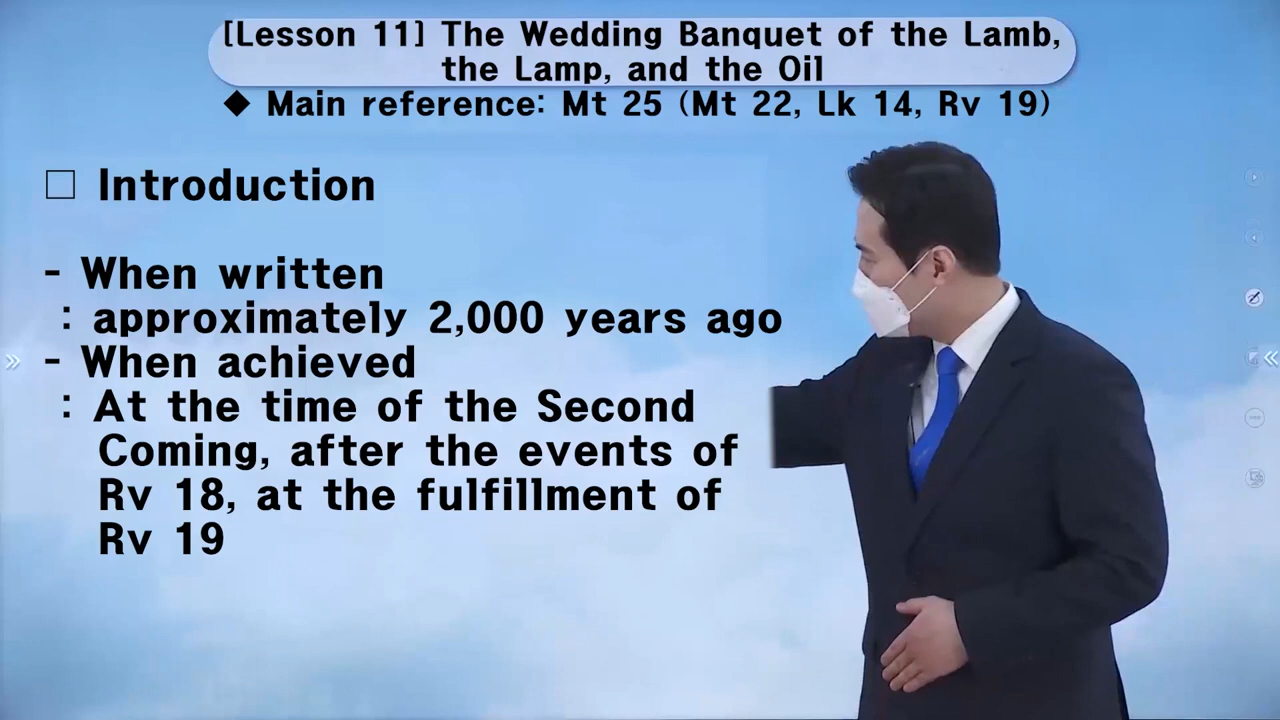 [Lesson 11] The Wedding Banquet of the Lamb,
the Lamp, and the Oil
◆ Main reference: Mt 25 (Mt 22, Lk 14, Rv 19)
□ Introduction
- When written
: approximately 2,000 years ago
- When achieved
: At the time of the Second
Coming, after the events of
Rv 18, at the fulfillment of
Rv 19